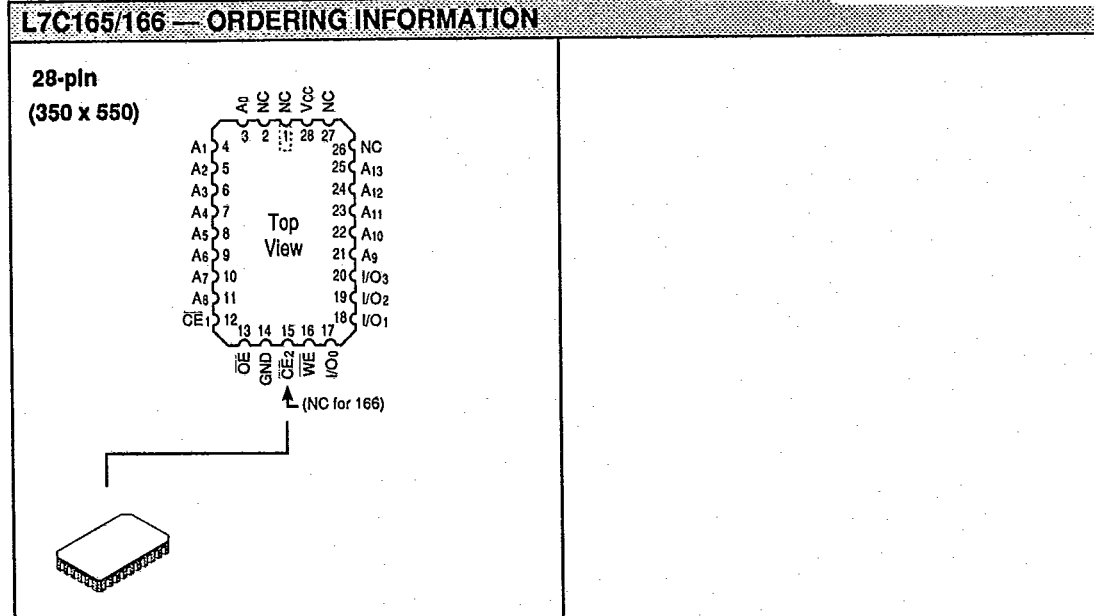 L7C165/166 — ORDERING INFORMATION
28-pin
(350 x 550)
A0 NC NC VCC NC
3 2 1 28 27
A1 4 26 NC
A2 5 25 A13
A3 6 24 A12
A4 7 23 A11
A5 8 22 A10
A6 9 21 A9
A7 10 20 I/O3
A8 11 19 I/O2
CE1 12 18 I/O1
Top
View
13 14 15 16 17
OE GND CE2 WE I/O0
(NC for 166)